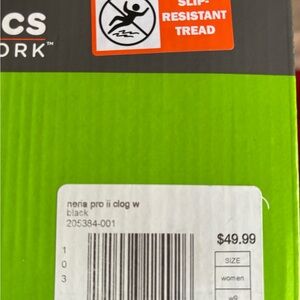 SLIP-
RESISTANT
TREAD
CS
ORK™
neria pro ii clog w
black
205384-001
$49.99
SIZE
women
1
0
3